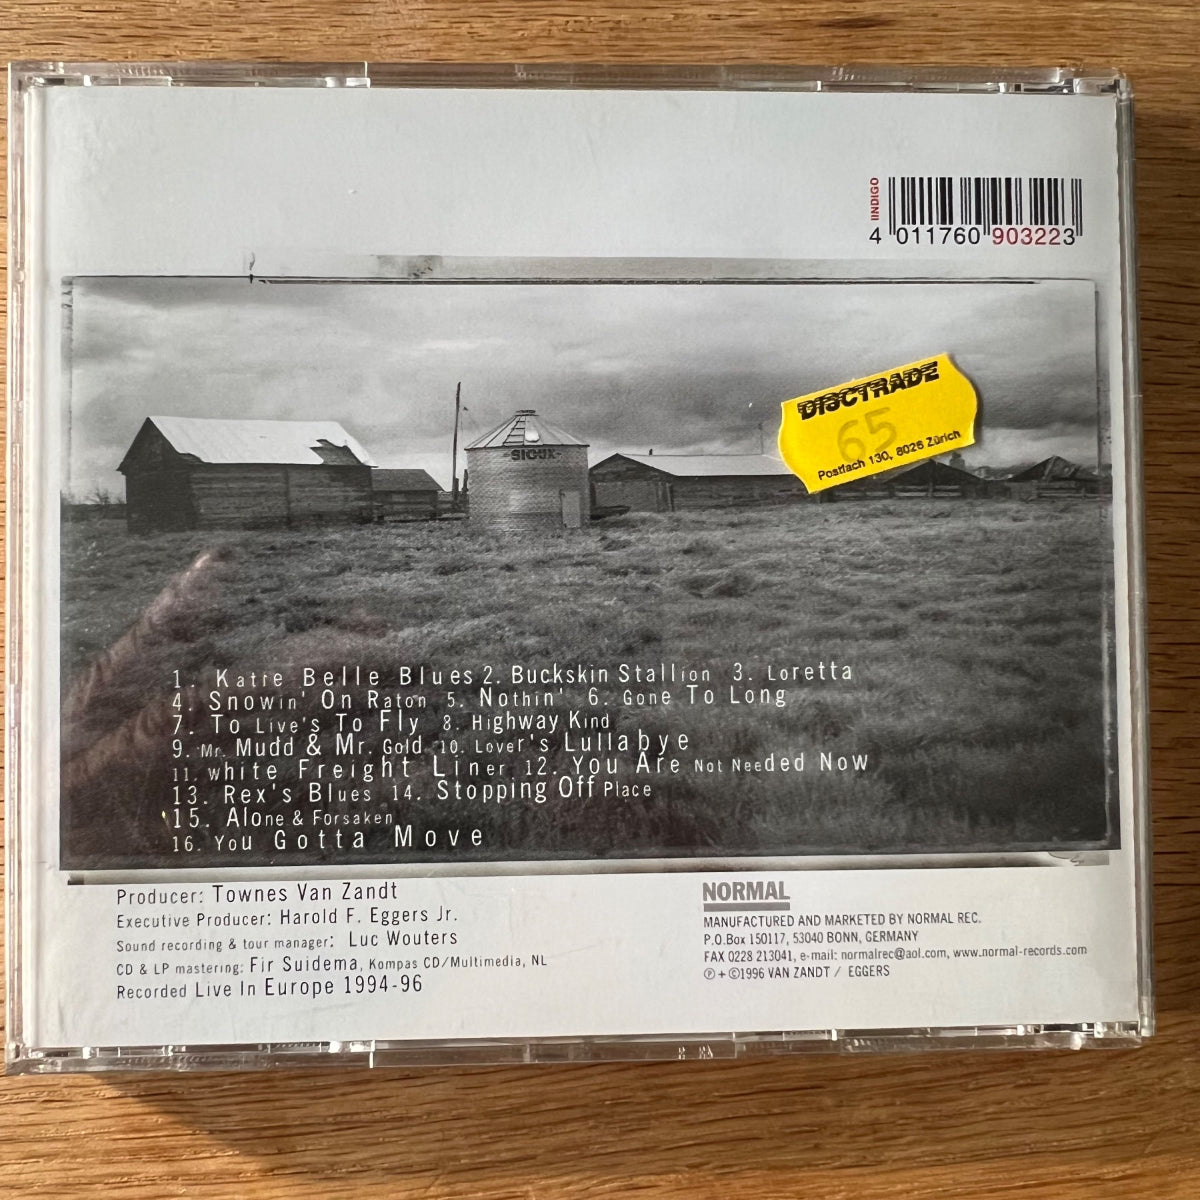 INDIGO
4 011760 903223
DISCTRADE
65
Postfach 130, 8026 Zürich
-SIOUX-
1. Katie Belle Blues 2. Buckskin Stallion 3. Loretta
4. Snowin' On Raton 5. Nothin' 6. Gone To Long
7. To Live's To Fly 8. Highway Kind
9. Mr. Mudd & Mr. Gold 10. Lover's Lullabye
11. white Freight Liner 12. You Are Not Needed Now
13. Rex's Blues 14. Stopping Off Place
15. Alone & Forsaken
16. You Gotta Move
Producer: Townes Van Zandt
Executive Producer: Harold F. Eggers Jr.
Sound recording & tour manager: Luc Wouters
CD & LP mastering: Fir Suidema, Kompas CD/Multimedia, NL
Recorded Live In Europe 1994-96
NORMAL
MANUFACTURED AND MARKETED BY NORMAL REC.
P.O.Box 150117, 53040 BONN, GERMANY
FAX 0228 213041, e-mail: normalrec@aol.com, www.normal-records.com
℗+©1996 VAN ZANDT / EGGERS